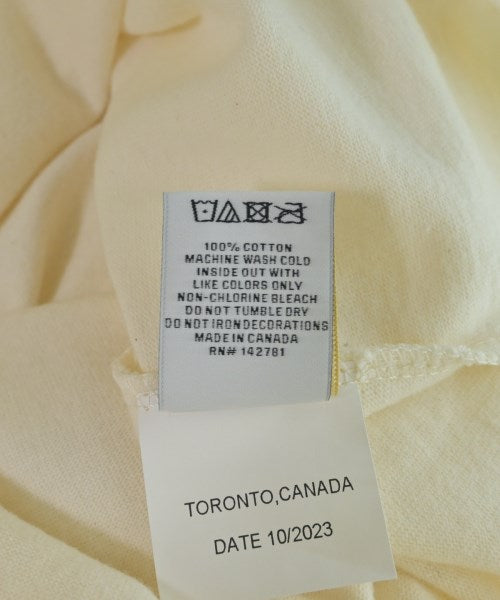 100% COTTON
MACHINE WASH COLD
INSIDE OUT WITH
LIKE COLORS ONLY
NON-CHLORINE BLEACH
DO NOT TUMBLE DRY
DO NOT IRON DECORATIONS
MADE IN CANADA
RN# 142781
TORONTO,CANADA
DATE 10/2023